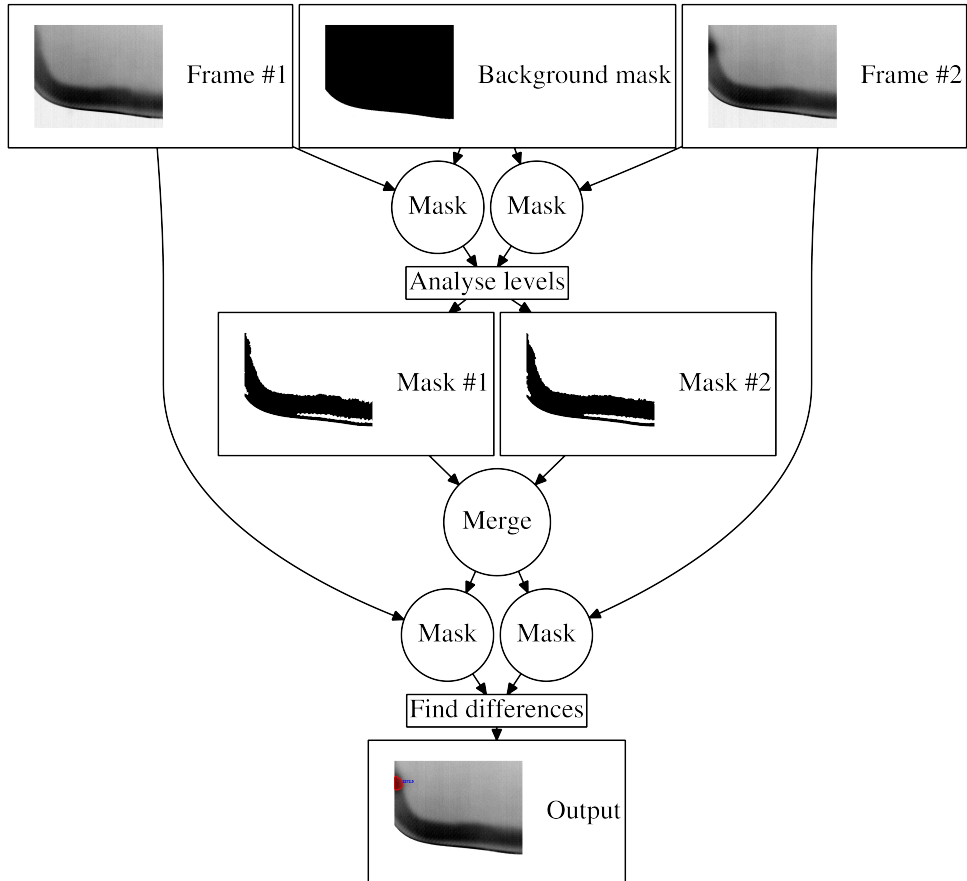 Frame #1
Background mask
Frame #2
Mask
Mask
Analyse levels
Mask #1
Mask #2
Merge
Mask
Mask
Find differences
Output